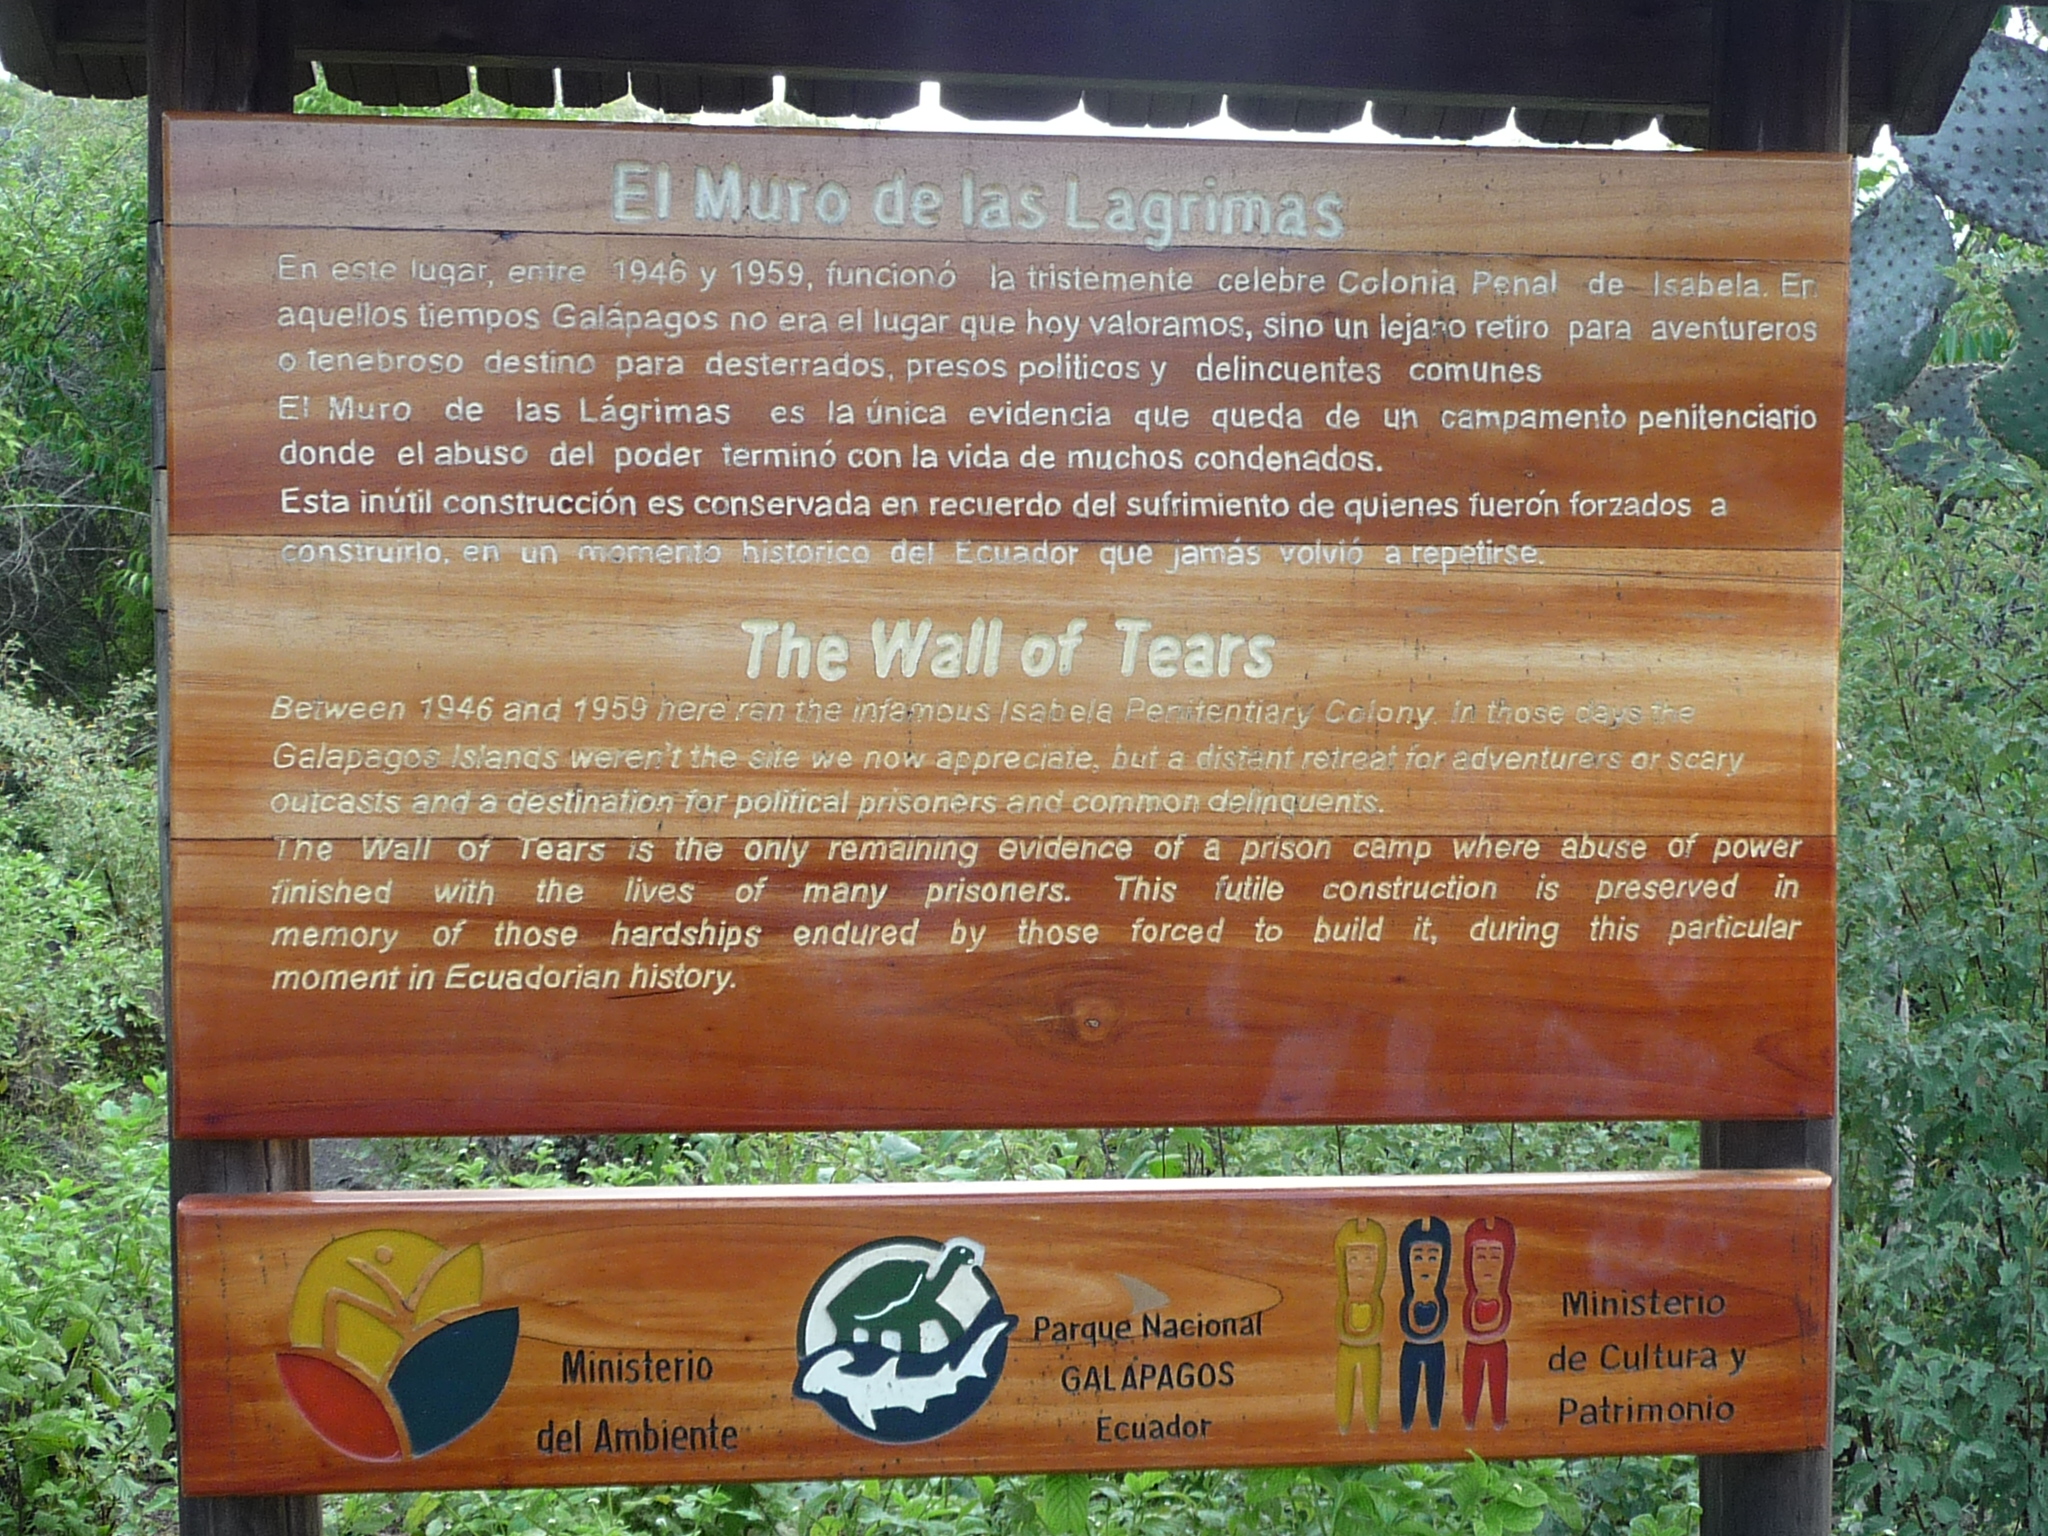 El Muro de las Lagrimas
En este lugar, entre 1946 y 1959, funcionó la tristemente celebre Colonia Penal de Isabela. En
aquellos tiempos Galápagos no era el lugar que hoy valoramos, sino un lejano retiro para aventureros
o tenebroso destino para desterrados, presos políticos y delincuentes comunes
El Muro de las Lágrimas es la única evidencia que queda de un campamento penitenciario
donde el abuso del poder terminó con la vida de muchos condenados.
Esta inútil construcción es conservada en recuerdo del sufrimiento de quienes fuerón forzados a
construirlo, en un momento historico del Ecuador que jamás volvió a repetirse.
The Wall of Tears
Between 1946 and 1959 here ran the infamous Isabela Penitentiary Colony. In those days the
Galapagos Islands weren't the site we now appreciate, but a distant retreat for adventurers or scary
outcasts and a destination for political prisoners and common delinquents.
The Wall of Tears is the only remaining evidence of a prison camp where abuse of power
finished with the lives of many prisoners. This futile construction is preserved in
memory of those hardships endured by those forced to build it, during this particular
moment in Ecuadorian history.
Ministerio
del Ambiente
Parque Nacional
GALÁPAGOS
Ecuador
Ministerio
de Cultura y
Patrimonio